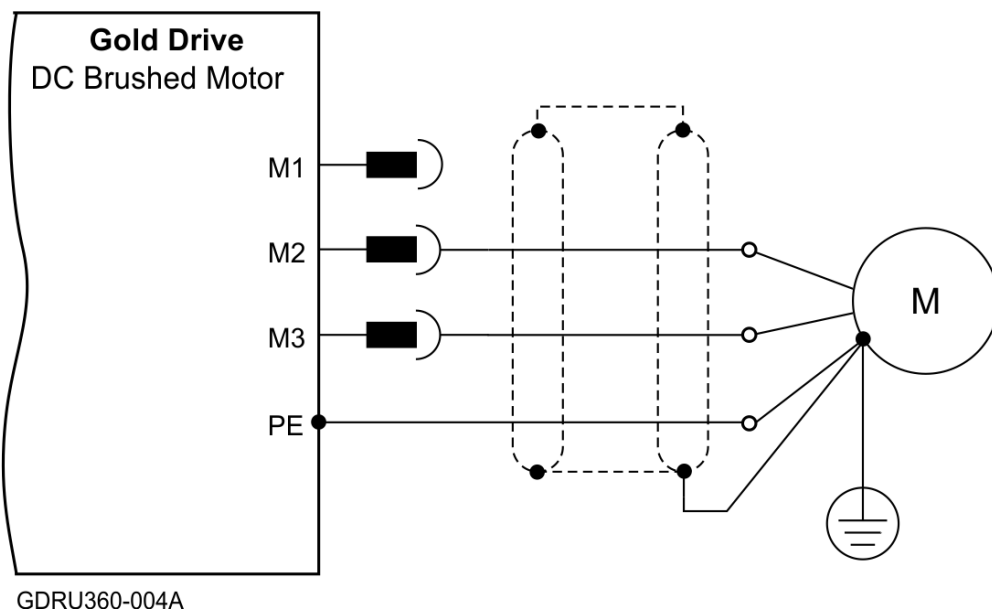 Gold Drive
DC Brushed Motor
M1
M2
M3
PE
M
GDRU360-004A